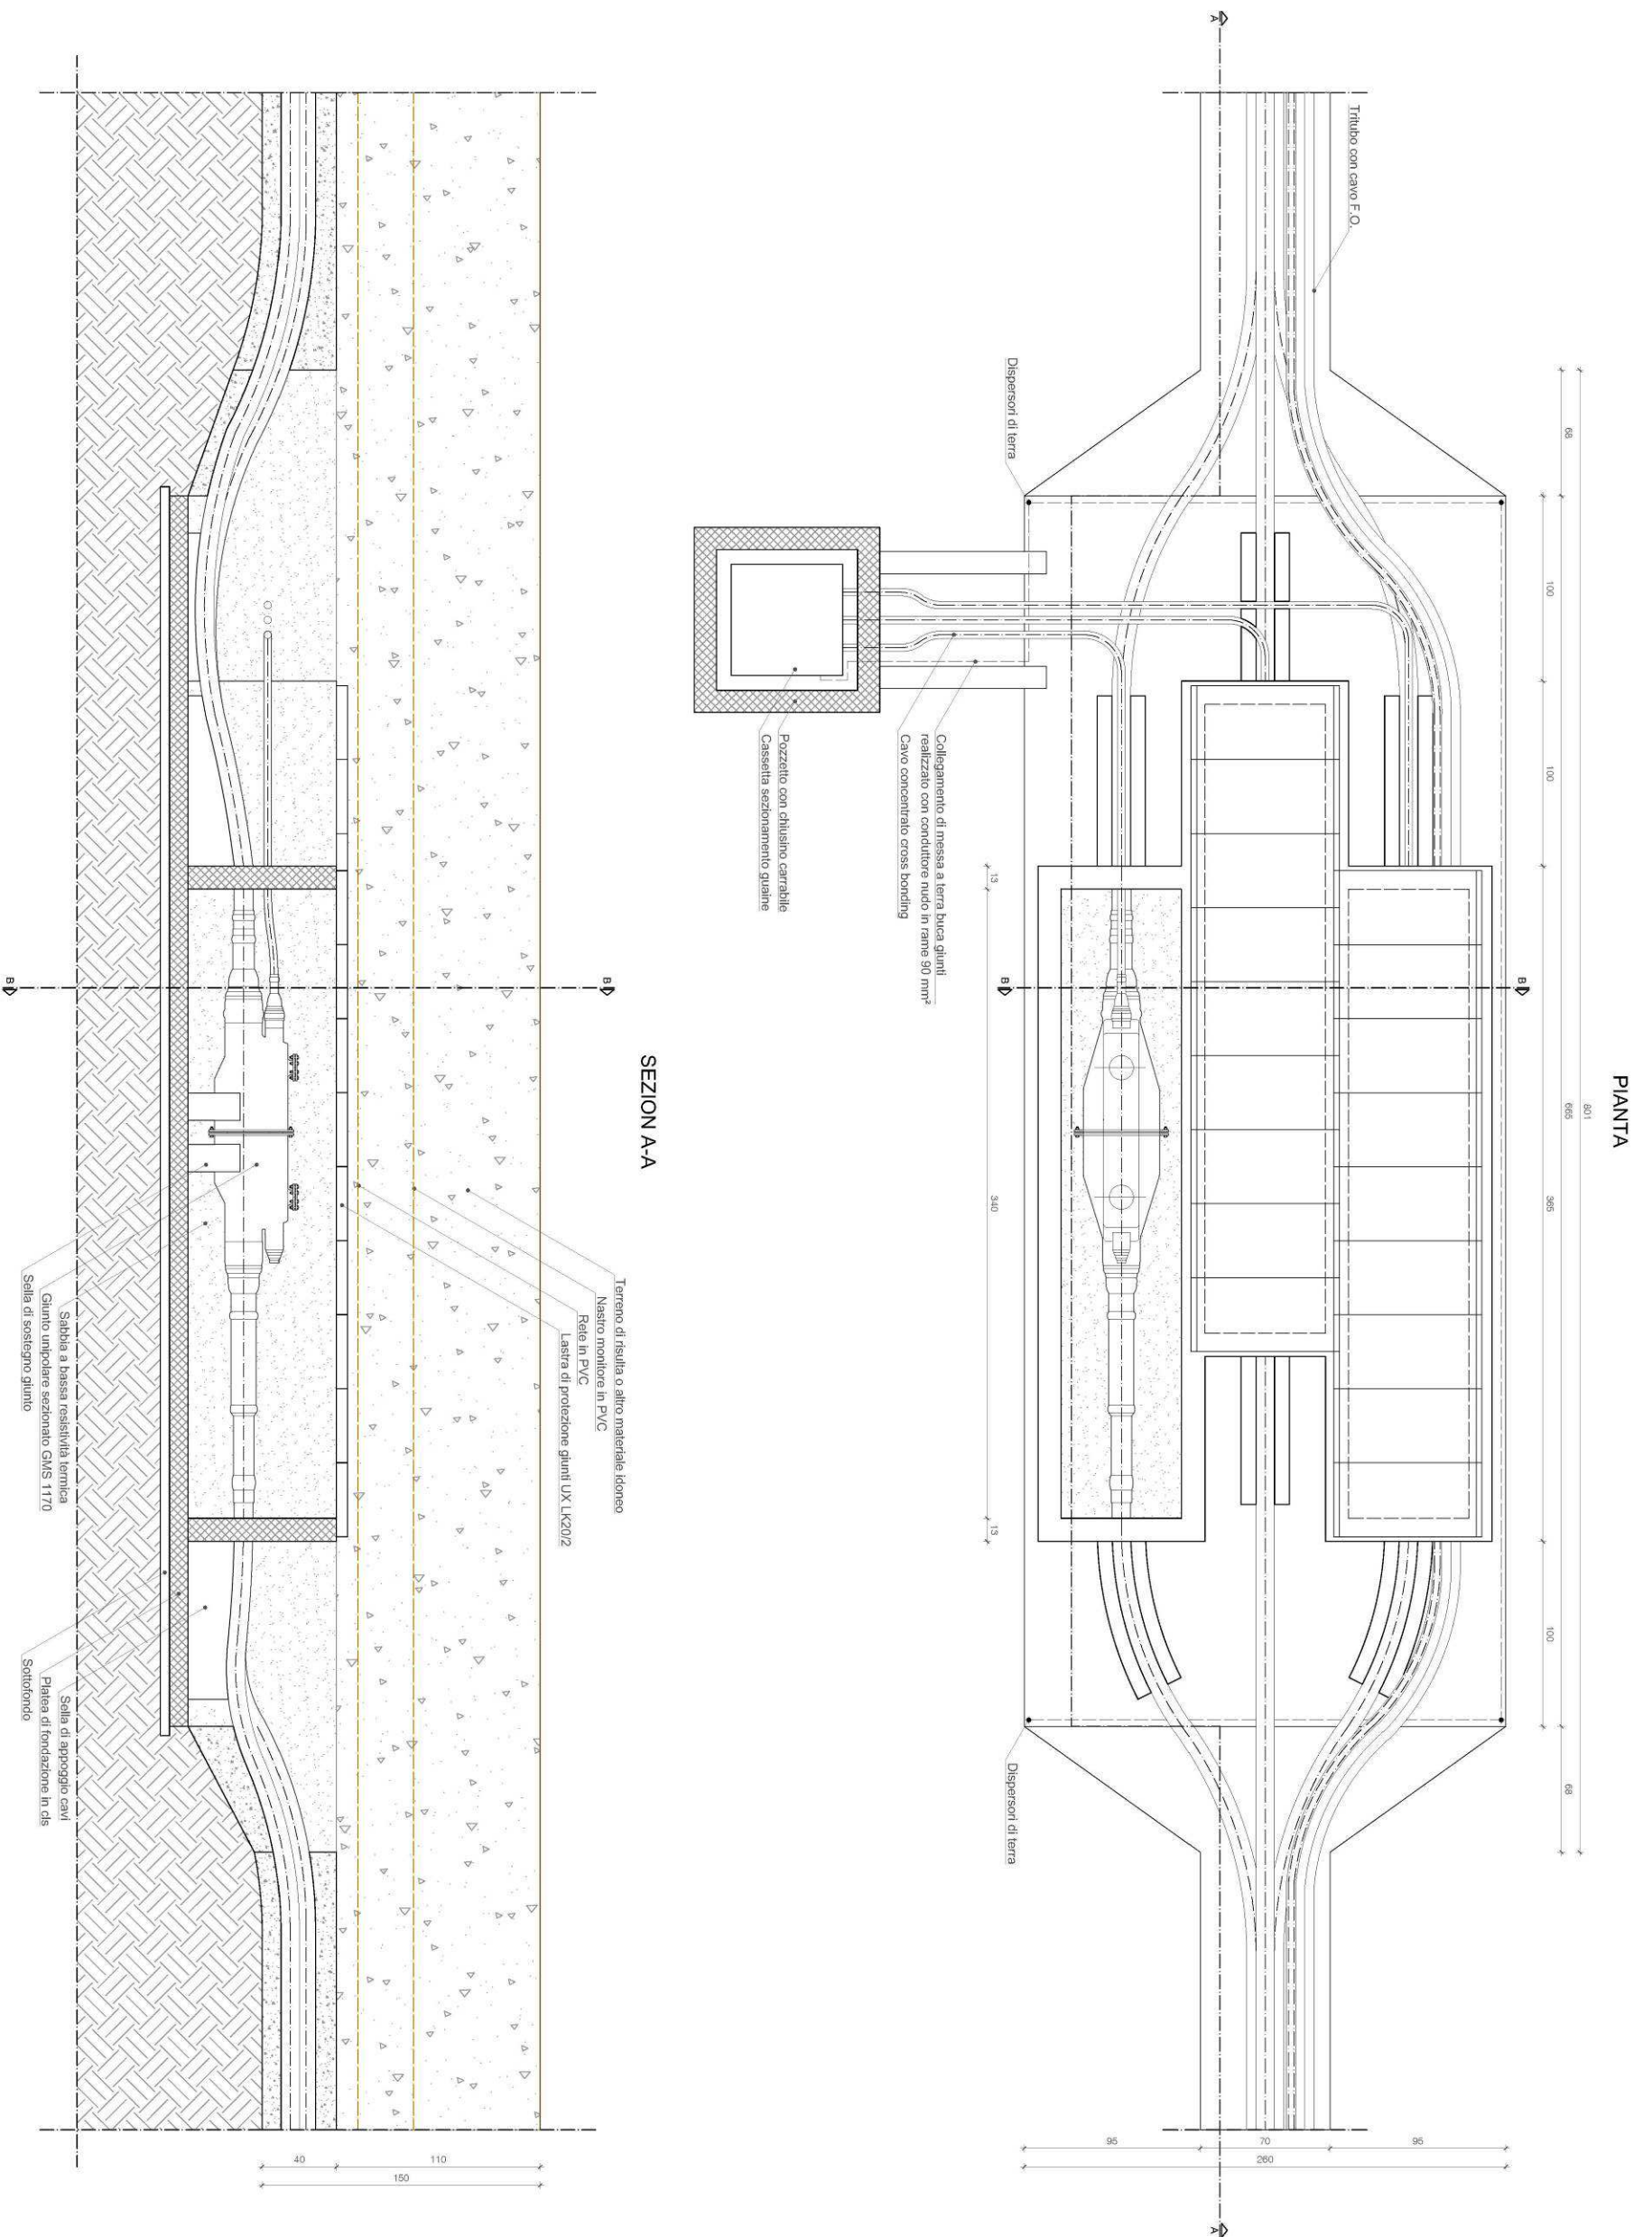 PIANTA
801
665
68
100
100
365
100
68
13
340
13
Tritubo con cavo F.O.
Dispersori di terra
Dispersori di terra
Collegamento di messa a terra buca giunti
realizzato con conduttore nudo in rame 90 mm²
Cavo concentrato cross bonding
Pozzetto con chiusino carrabile
Cassetta sezionamento guaine
A
A
B
B
95
70
95
260
SEZION A-A
B
B
Terreno di risulta o altro materiale idoneo
Nastro monitore in PVC
Rete in PVC
Lastra di protezione giunti UX LK20/2
Sabbia a bassa resistività termica
Giunto unipolare sezionato GMS 1170
Sella di sostegno giunto
Sella di appoggio cavi
Platea di fondazione in cls
Sottofondo
40
110
150